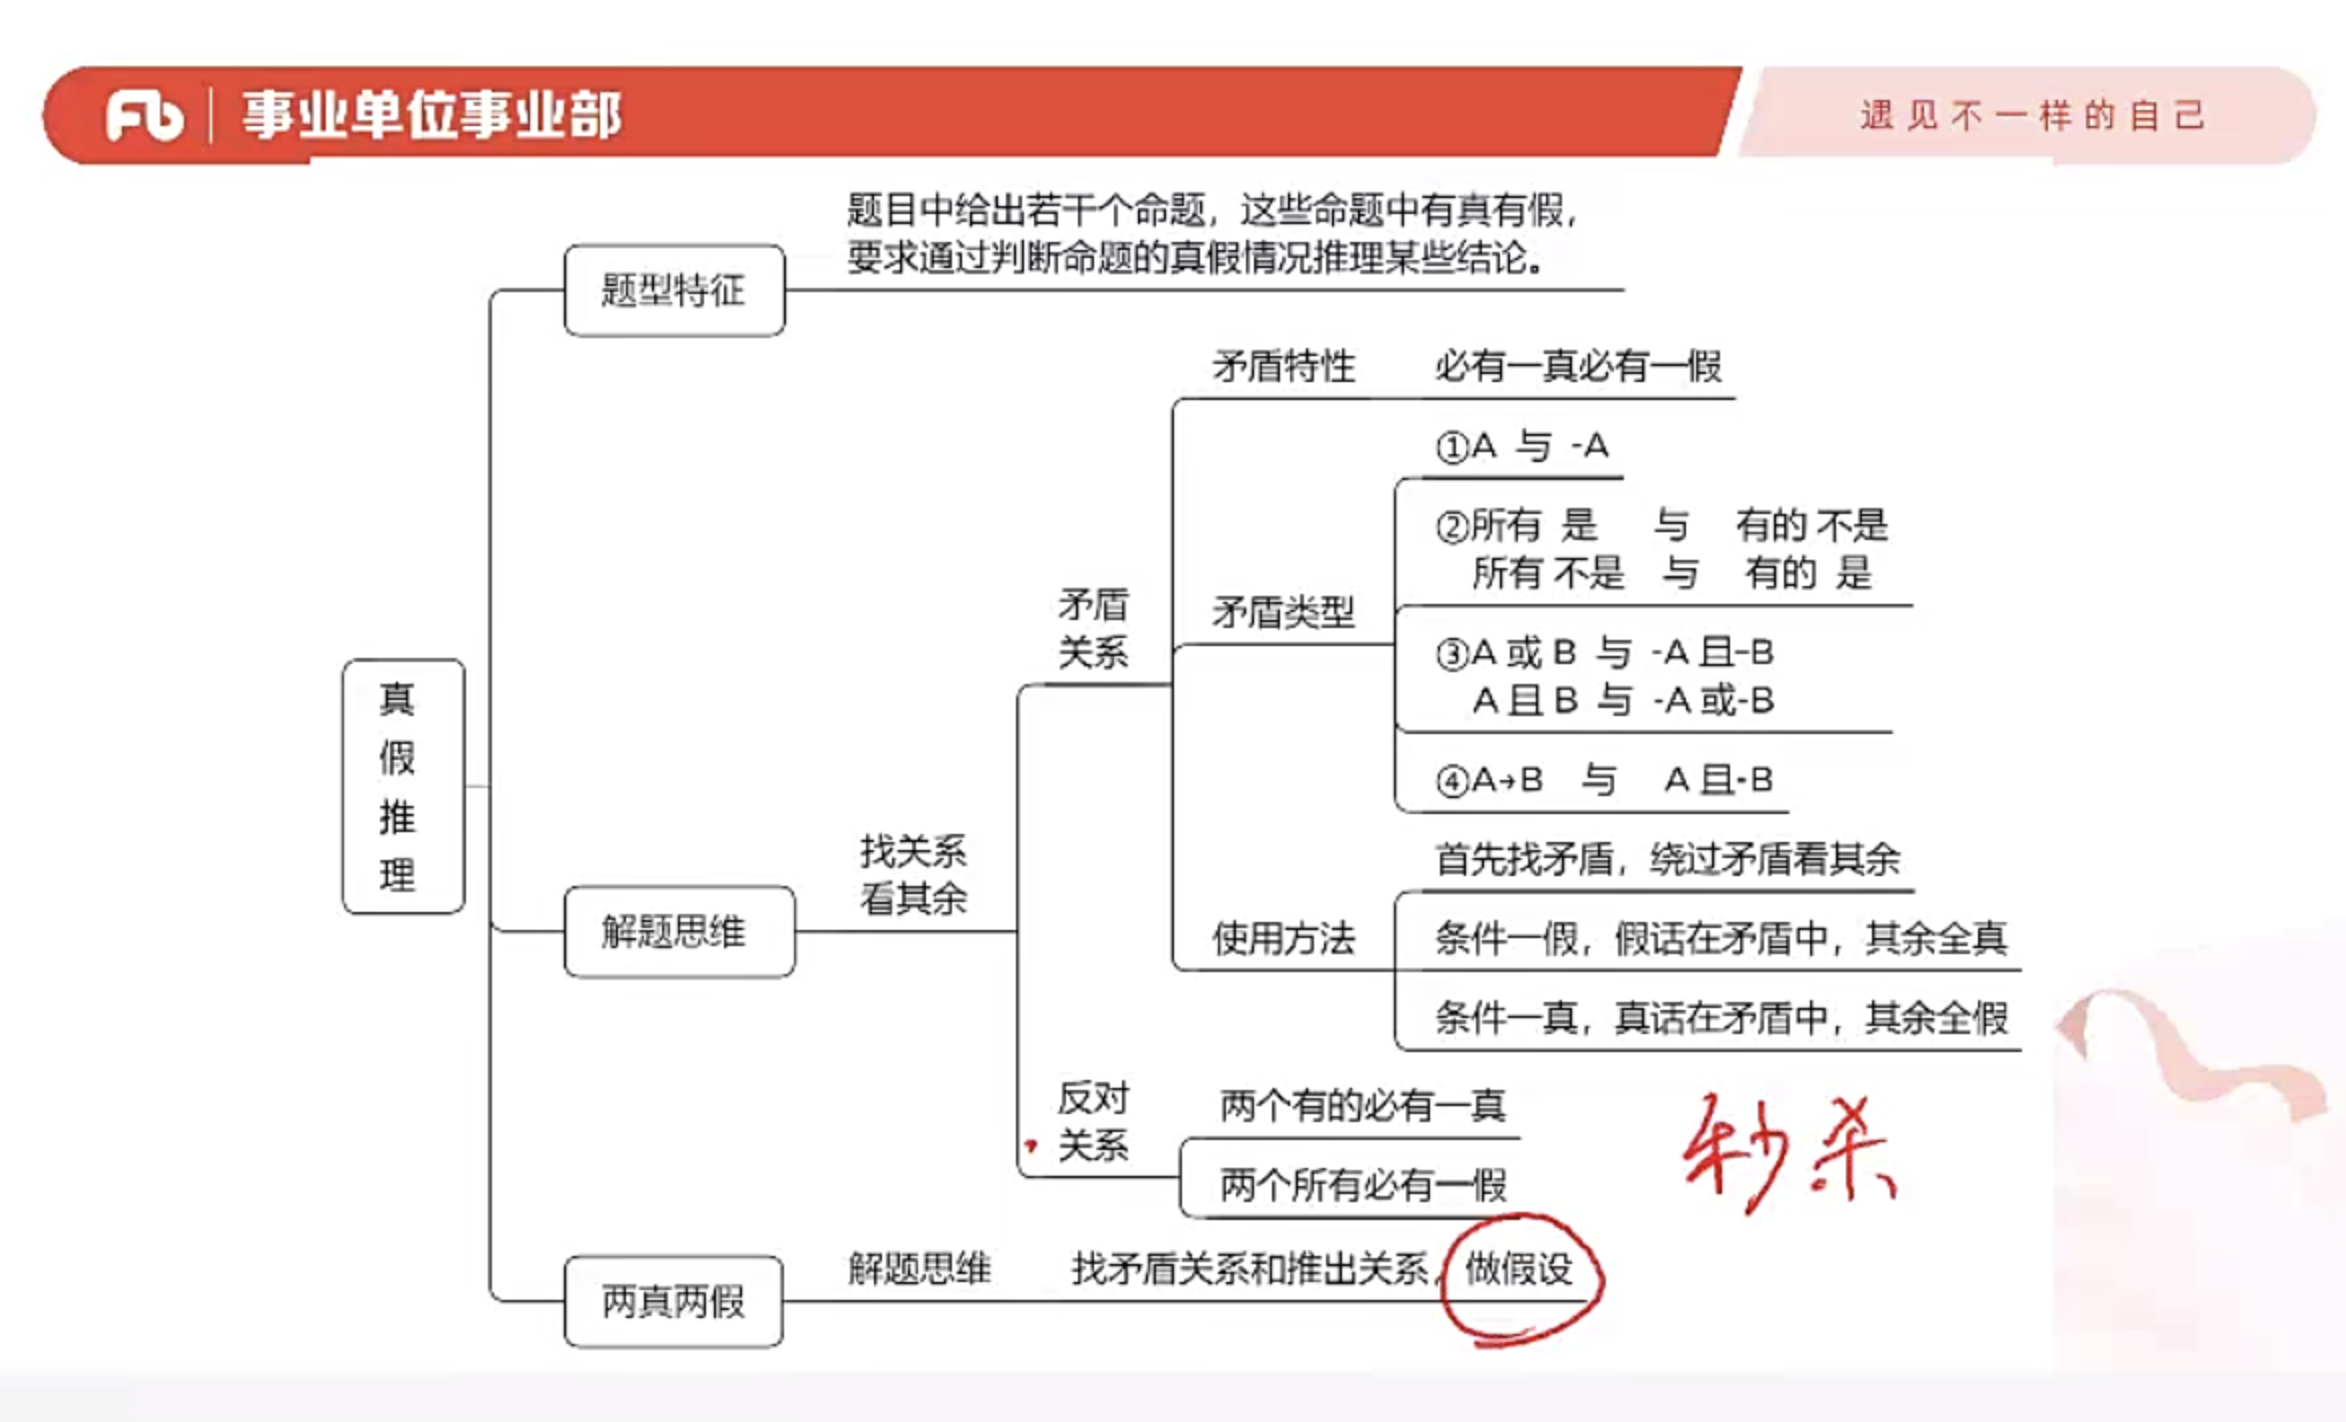 Fb 事业单位事业部
遇见不一样的自己
真
假
推
理
题型特征
题目中给出若干个命题，这些命题中有真有假，
要求通过判断命题的真假情况推理某些结论。
解题思维
找关系
看其余
矛盾
关系
矛盾特性 必有一真必有一假
矛盾类型
①A 与 -A
②所有 是 与 有的 不是
所有 不是 与 有的 是
③A 或 B 与 -A 且-B
A 且 B 与 -A 或-B
④A→B 与 A 且-B
使用方法
首先找矛盾，绕过矛盾看其余
条件一假，假话在矛盾中，其余全真
条件一真，真话在矛盾中，其余全假
反对
关系
两个有的必有一真
两个所有必有一假
秒杀
两真两假
解题思维 找矛盾关系和推出关系，做假设